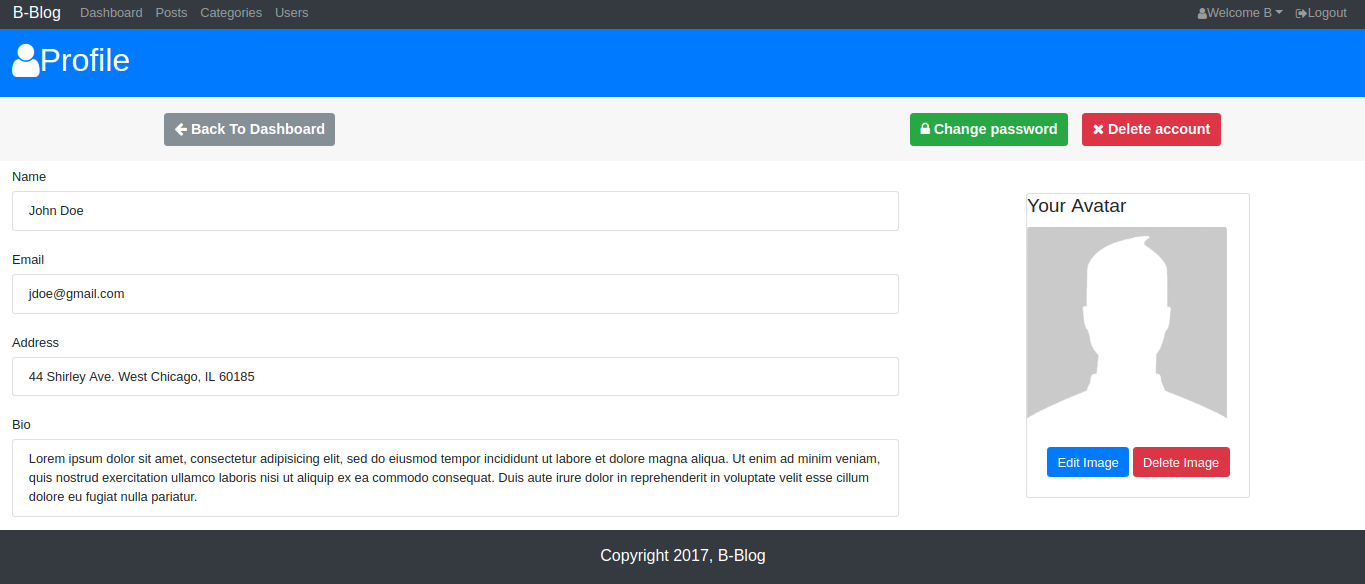 B-Blog Dashboard Posts Categories Users Welcome B Logout
Profile
Back To Dashboard Change password Delete account
Name
John Doe
Email
jdoe@gmail.com
Address
44 Shirley Ave. West Chicago, IL 60185
Bio
Lorem ipsum dolor sit amet, consectetur adipisicing elit, sed do eiusmod tempor incididunt ut labore et dolore magna aliqua. Ut enim ad minim veniam,
quis nostrud exercitation ullamco laboris nisi ut aliquip ex ea commodo consequat. Duis aute irure dolor in reprehenderit in voluptate velit esse cillum
dolore eu fugiat nulla pariatur.
Your Avatar
Edit Image Delete Image
Copyright 2017, B-Blog